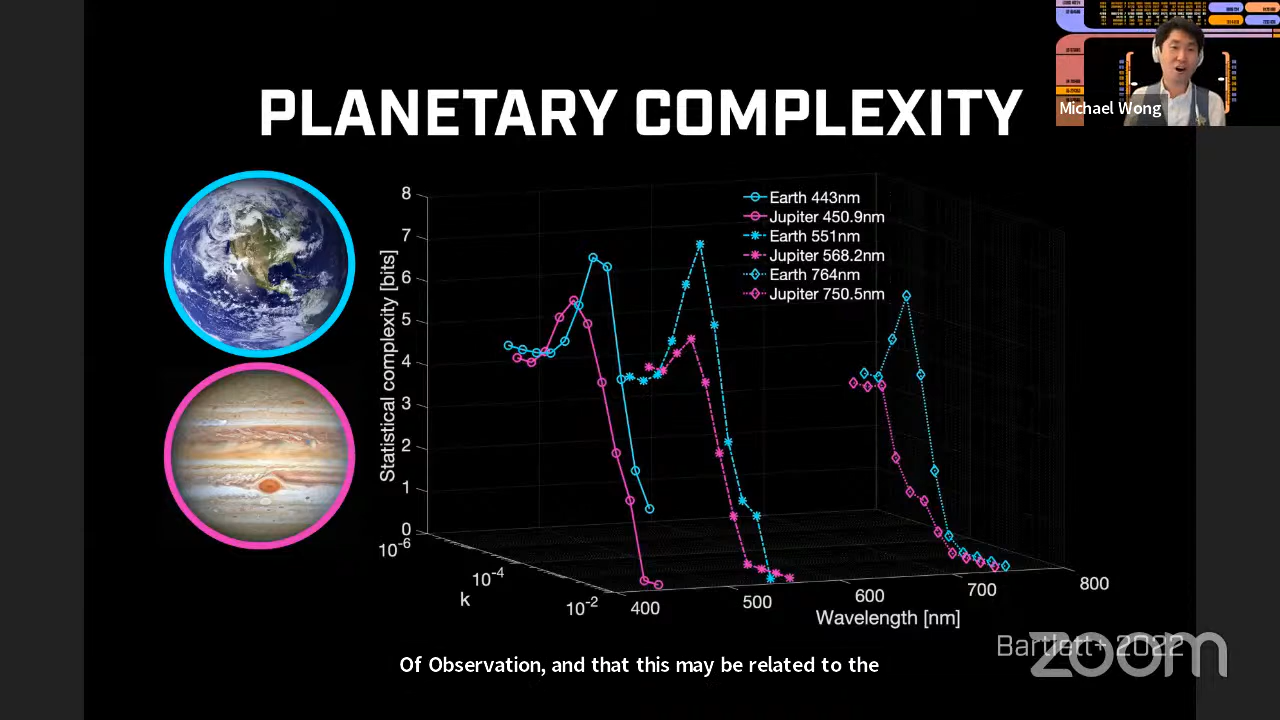 PLANETARY COMPLEXITY
Michael Wong
Earth 443nm
Jupiter 450.9nm
Earth 551nm
Jupiter 568.2nm
Earth 764nm
Jupiter 750.5nm
Statistical complexity [bits]
8
7
6
5
4
3
2
1
0
10-6
10-4
10-2
k
400
500
600
700
800
Wavelength [nm]
Bartlett+ 2022
zoom
Of Observation, and that this may be related to the